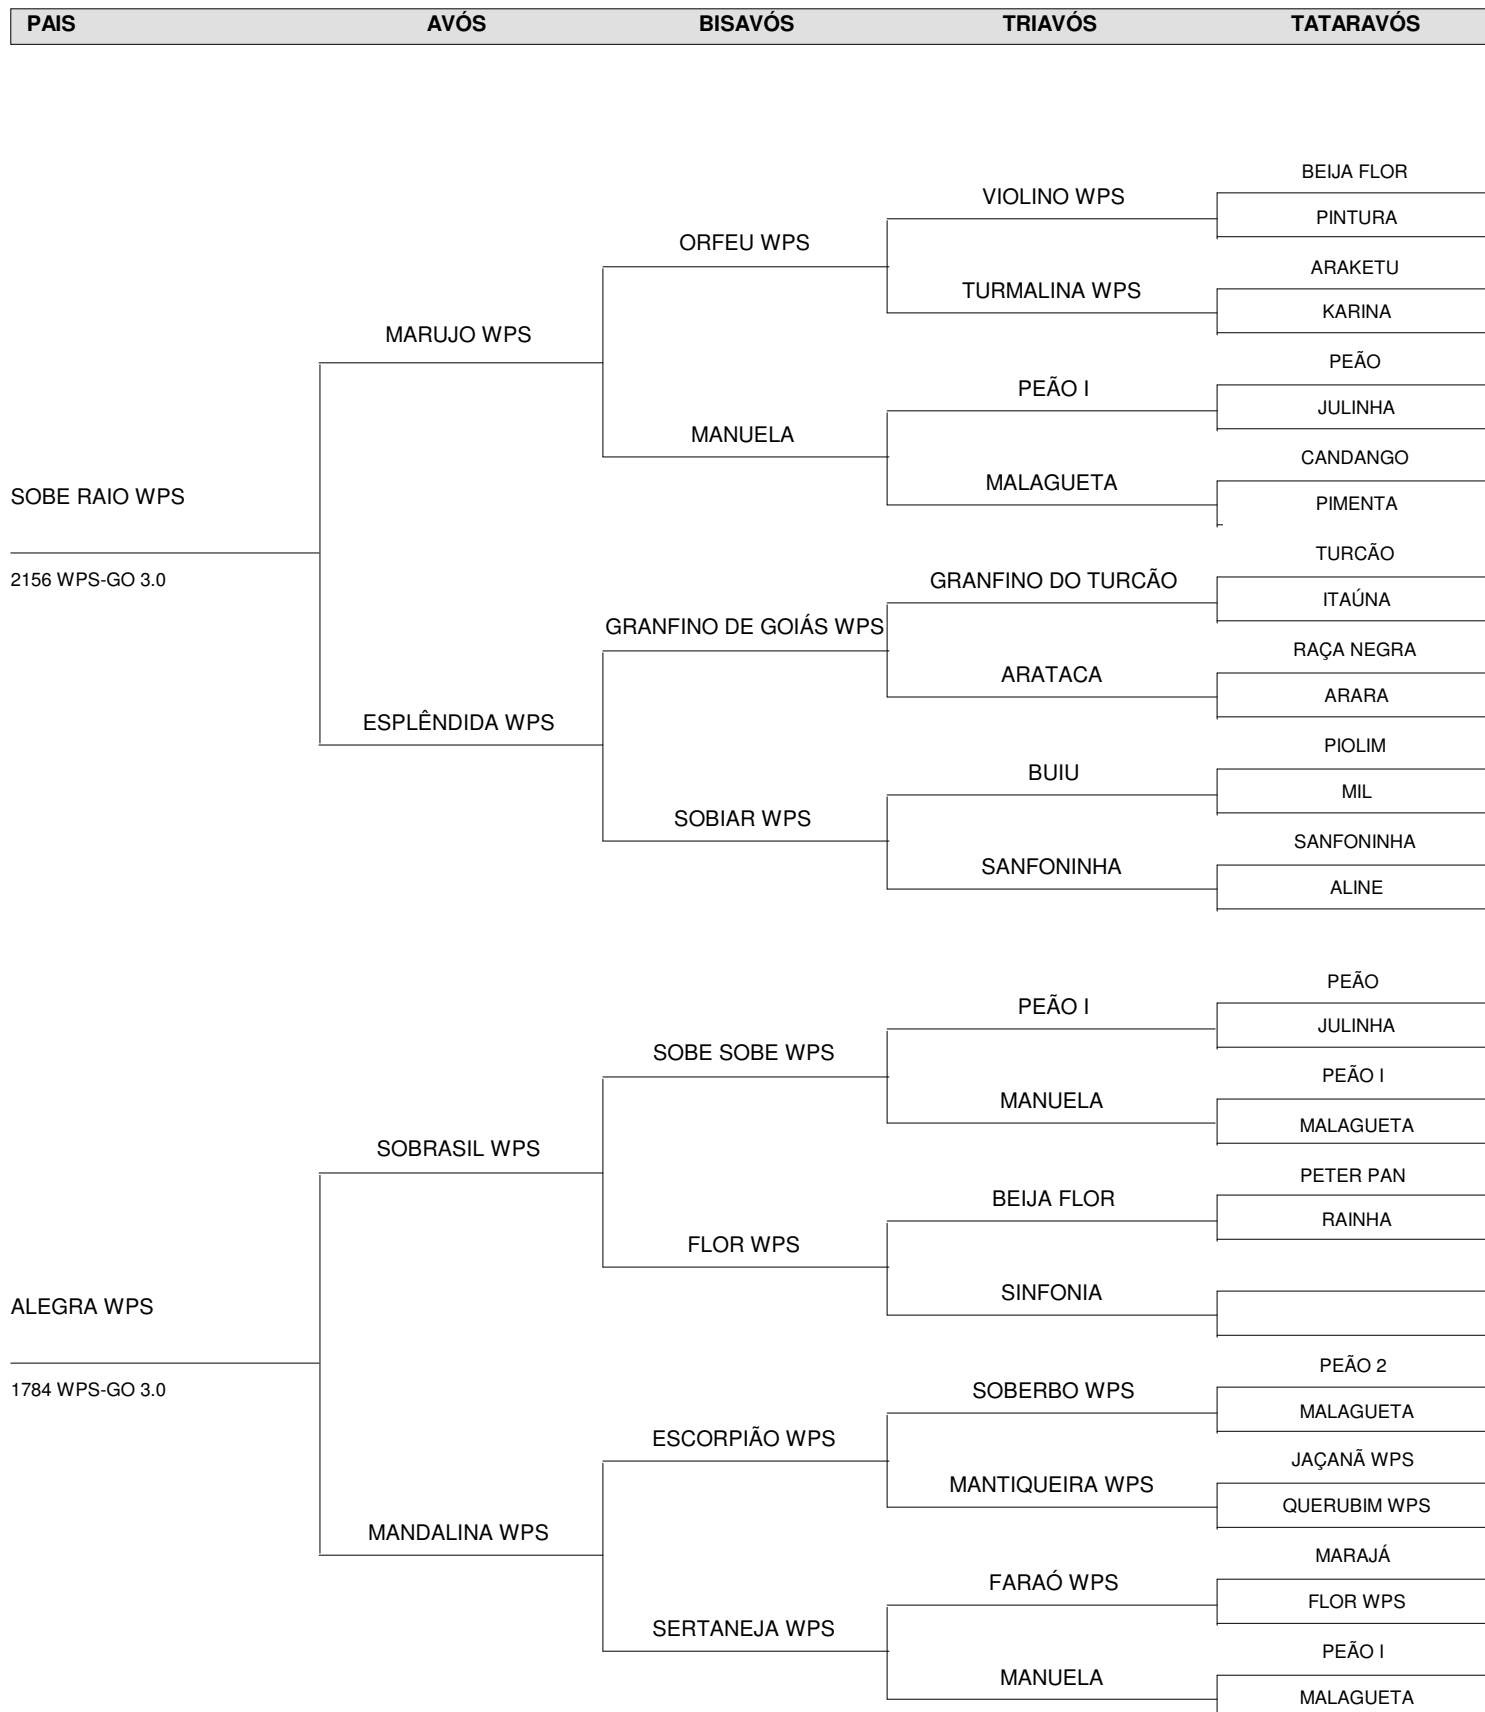 PAIS AVÓS BISAVÓS TRIAVÓS TATARAVÓS
BEIJA FLOR
VIOLINO WPS
PINTURA
ORFEU WPS
ARAKETU
TURMALINA WPS
KARINA
MARUJO WPS
PEÃO
PEÃO I
JULINHA
MANUELA
CANDANGO
MALAGUETA
PIMENTA
SOBE RAIO WPS
2156 WPS-GO 3.0
TURCÃO
GRANFINO DO TURCÃO
ITAÚNA
GRANFINO DE GOIÁS WPS
RAÇA NEGRA
ARATACA
ARARA
ESPLÊNDIDA WPS
PIOLIM
BUIU
MIL
SOBIAR WPS
SANFONINHA
SANFONINHA
ALINE
PEÃO
PEÃO I
JULINHA
SOBE SOBE WPS
PEÃO I
MANUELA
MALAGUETA
SOBRASIL WPS
PETER PAN
BEIJA FLOR
RAINHA
FLOR WPS
SINFONIA
ALEGRA WPS
1784 WPS-GO 3.0
PEÃO 2
SOBERBO WPS
MALAGUETA
ESCORPIÃO WPS
JAÇANÃ WPS
MANTIQUEIRA WPS
QUERUBIM WPS
MANDALINA WPS
MARAJÁ
FARAÓ WPS
FLOR WPS
SERTANEJA WPS
PEÃO I
MANUELA
MALAGUETA